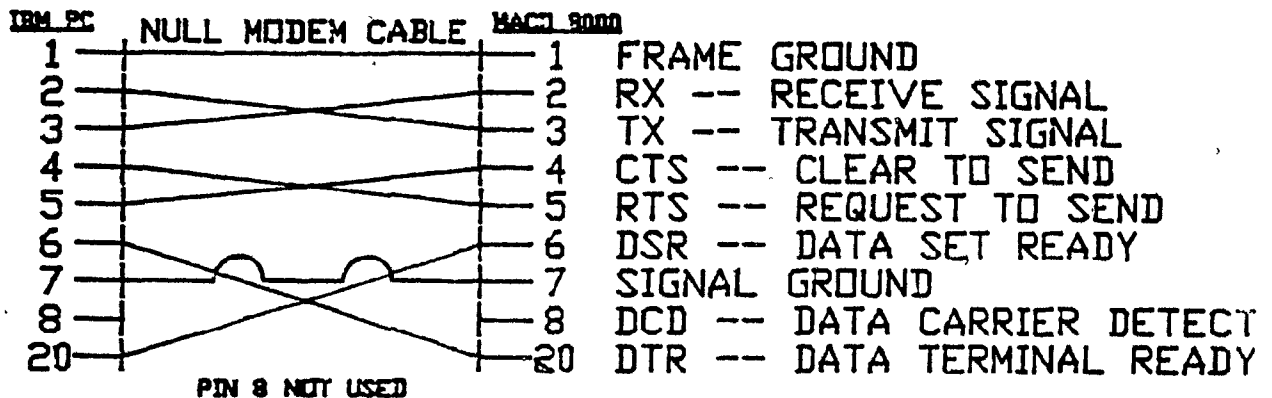 IBM PC NULL MODEM CABLE MACO 9000
1 1 FRAME GROUND
2 2 RX -- RECEIVE SIGNAL
3 3 TX -- TRANSMIT SIGNAL
4 4 CTS -- CLEAR TO SEND
5 5 RTS -- REQUEST TO SEND
6 6 DSR -- DATA SET READY
7 7 SIGNAL GROUND
8 8 DCD -- DATA CARRIER DETECT
20 20 DTR -- DATA TERMINAL READY
PIN 8 NOT USED